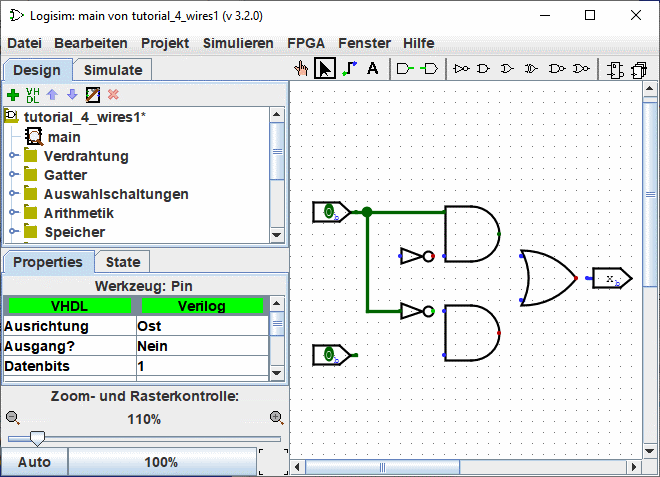 Logisim: main von tutorial_4_wires1 (v 3.2.0)
Datei Bearbeiten Projekt Simulieren FPGA Fenster Hilfe
Design Simulate
A
VH
DL
tutorial_4_wires1*
main
Verdrahtung
Gatter
Auswahlschaltungen
Arithmetik
Speicher
Properties State
Werkzeug: Pin
VHDL Verilog
Ausrichtung Ost
Ausgang? Nein
Datenbits 1
Zoom- und Rasterkontrolle:
110%
Auto 100%
0
x
0